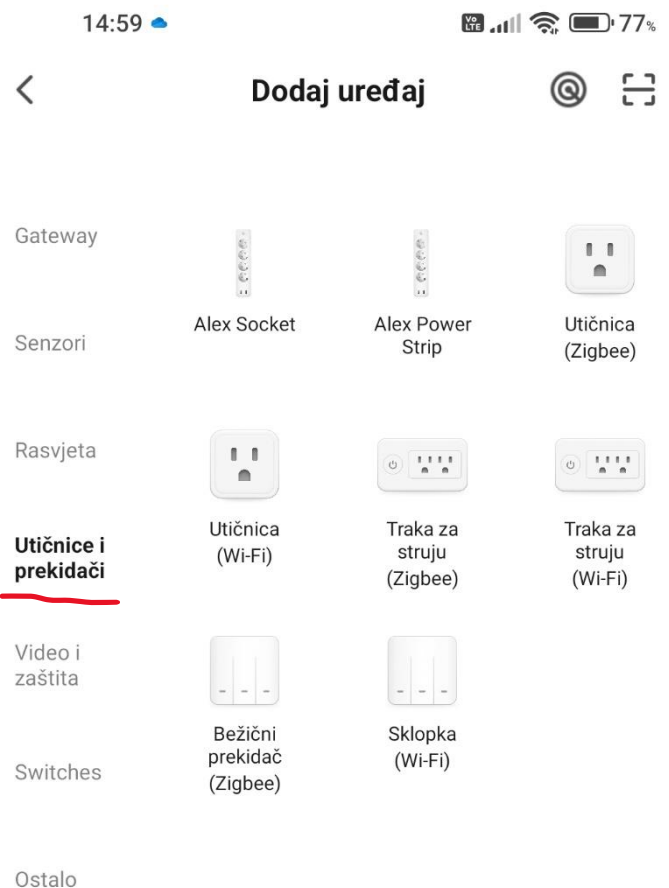 14:59
Vo LTE 77%
Dodaj uređaj
Gateway
Senzori
Rasvjeta
Utičnice i
prekidači
Video i
zaštita
Switches
Ostalo
Alex Socket
Alex Power
Strip
Utičnica
(Zigbee)
Utičnica
(Wi-Fi)
Traka za
struju
(Zigbee)
Traka za
struju
(Wi-Fi)
Bežični
prekidač
(Zigbee)
Sklopka
(Wi-Fi)